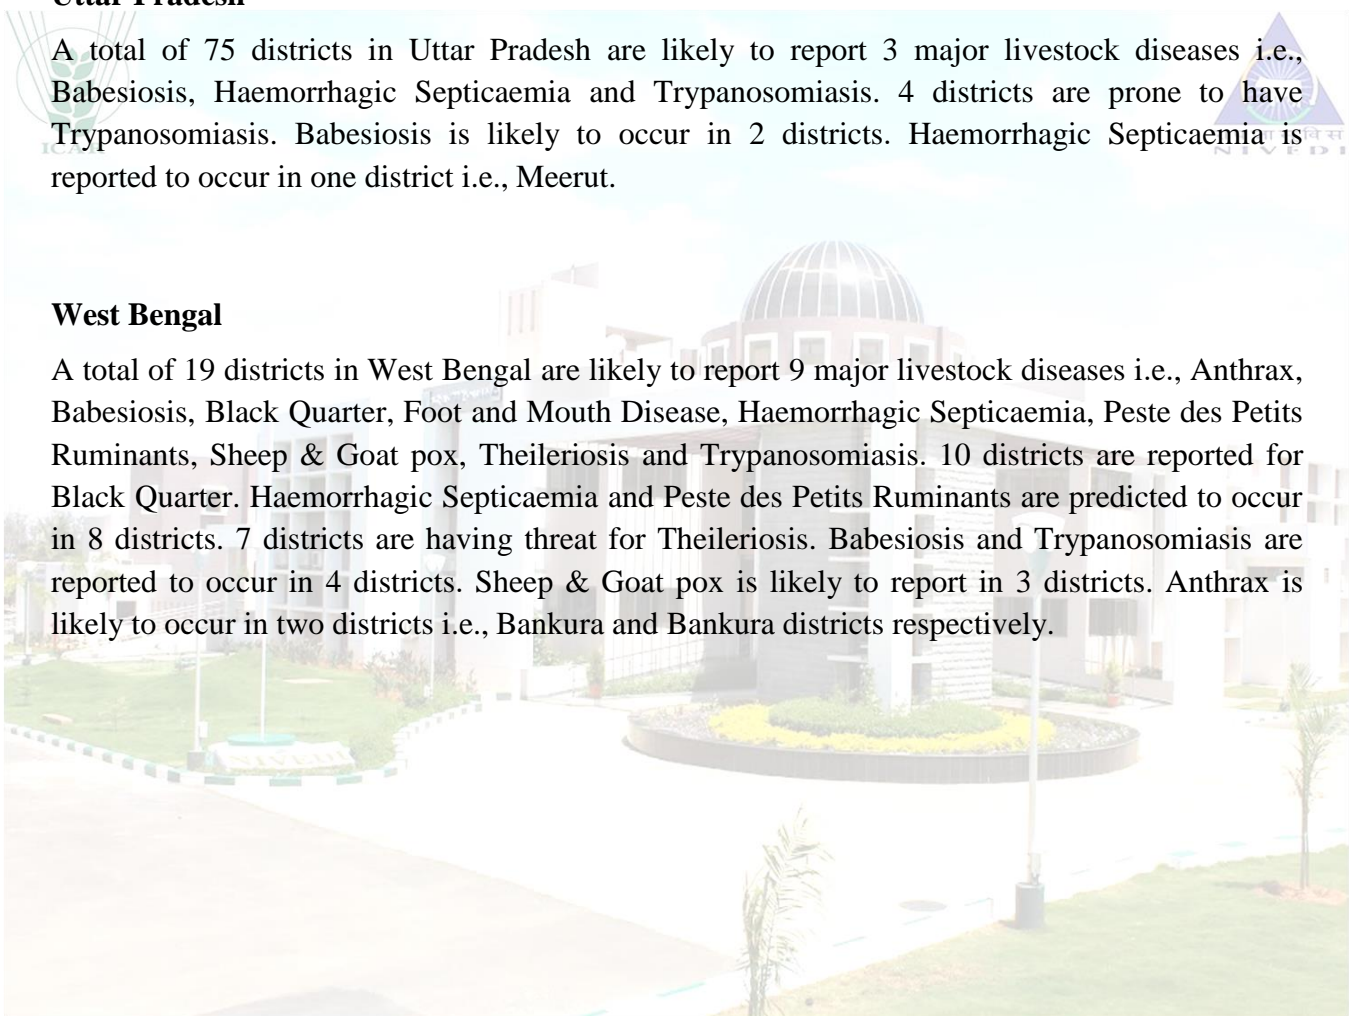 Uttar Pradesh
A total of 75 districts in Uttar Pradesh are likely to report 3 major livestock diseases i.e.,
Babesiosis, Haemorrhagic Septicaemia and Trypanosomiasis. 4 districts are prone to have
Trypanosomiasis. Babesiosis is likely to occur in 2 districts. Haemorrhagic Septicaemia is
reported to occur in one district i.e., Meerut.
ICAR
NIVEDI
West Bengal
A total of 19 districts in West Bengal are likely to report 9 major livestock diseases i.e., Anthrax,
Babesiosis, Black Quarter, Foot and Mouth Disease, Haemorrhagic Septicaemia, Peste des Petits
Ruminants, Sheep & Goat pox, Theileriosis and Trypanosomiasis. 10 districts are reported for
Black Quarter. Haemorrhagic Septicaemia and Peste des Petits Ruminants are predicted to occur
in 8 districts. 7 districts are having threat for Theileriosis. Babesiosis and Trypanosomiasis are
reported to occur in 4 districts. Sheep & Goat pox is likely to report in 3 districts. Anthrax is
likely to occur in two districts i.e., Bankura and Bankura districts respectively.
NIVEDI